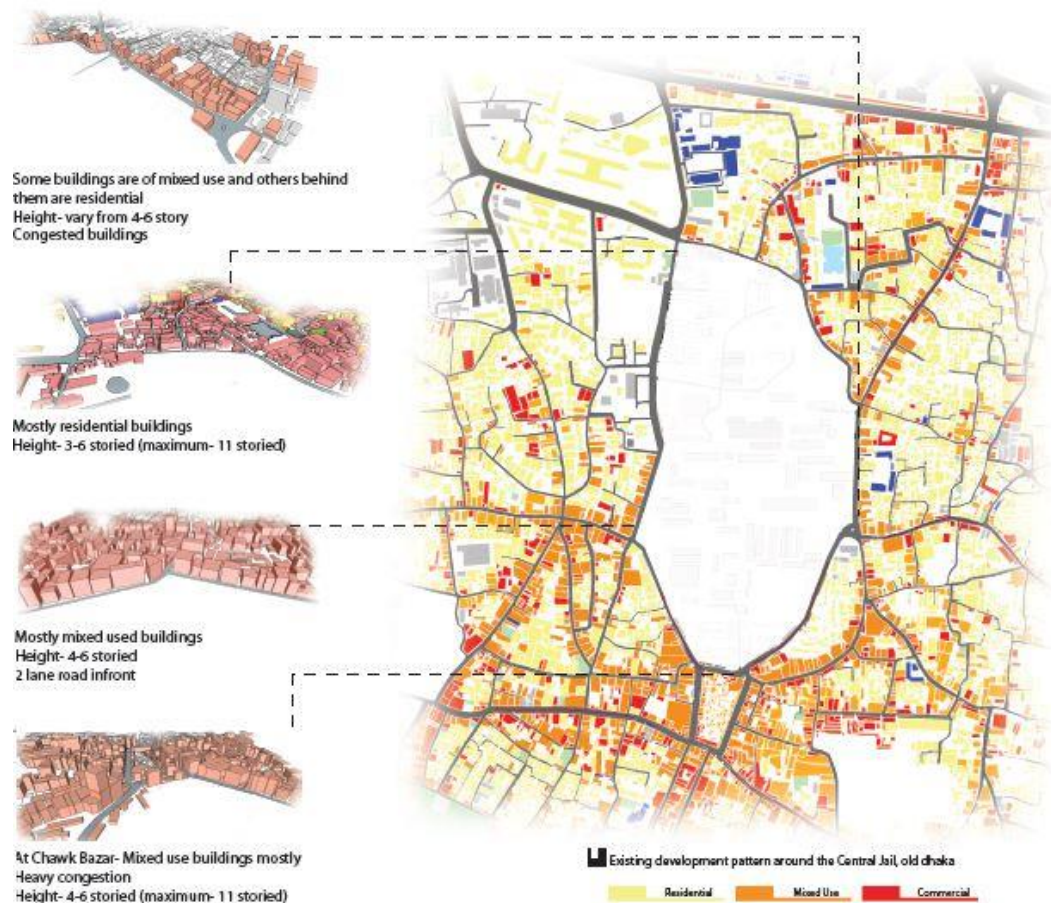 Some buildings are of mixed use and others behind
them are residential
Height- vary from 4-6 story
Congested buildings
Mostly residential buildings
Height- 3-6 storied (maximum- 11 storied)
Mostly mixed used buildings
Height- 4-6 storied
2 lane road infront
At Chawk Bazar- Mixed use buildings mostly
Heavy congestion
Height- 4-6 storied (maximum- 11 storied)
Existing development pattern around the Central Jail, old dhaka
Residential
Mixed Use
Commercial